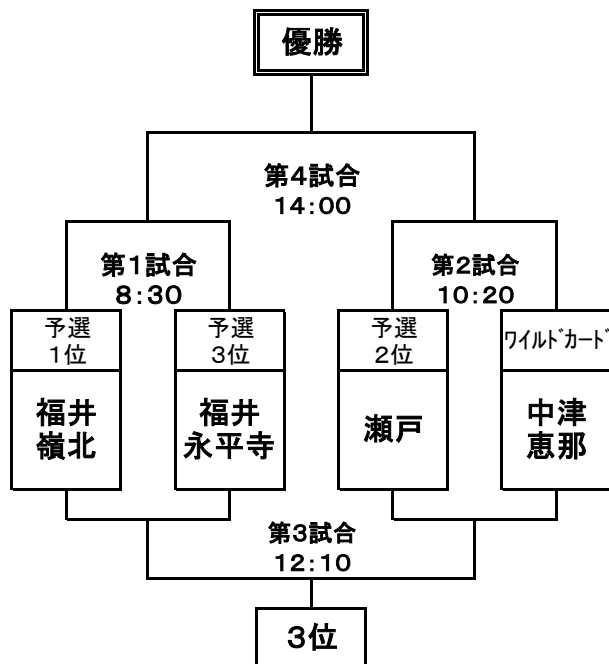 優勝
第4試合
14:00
第1試合
8:30
第2試合
10:20
予選
1位
予選
3位
予選
2位
ワイルドカード
福井
嶺北
福井
永平寺
瀬戸
中津
恵那
第3試合
12:10
3位